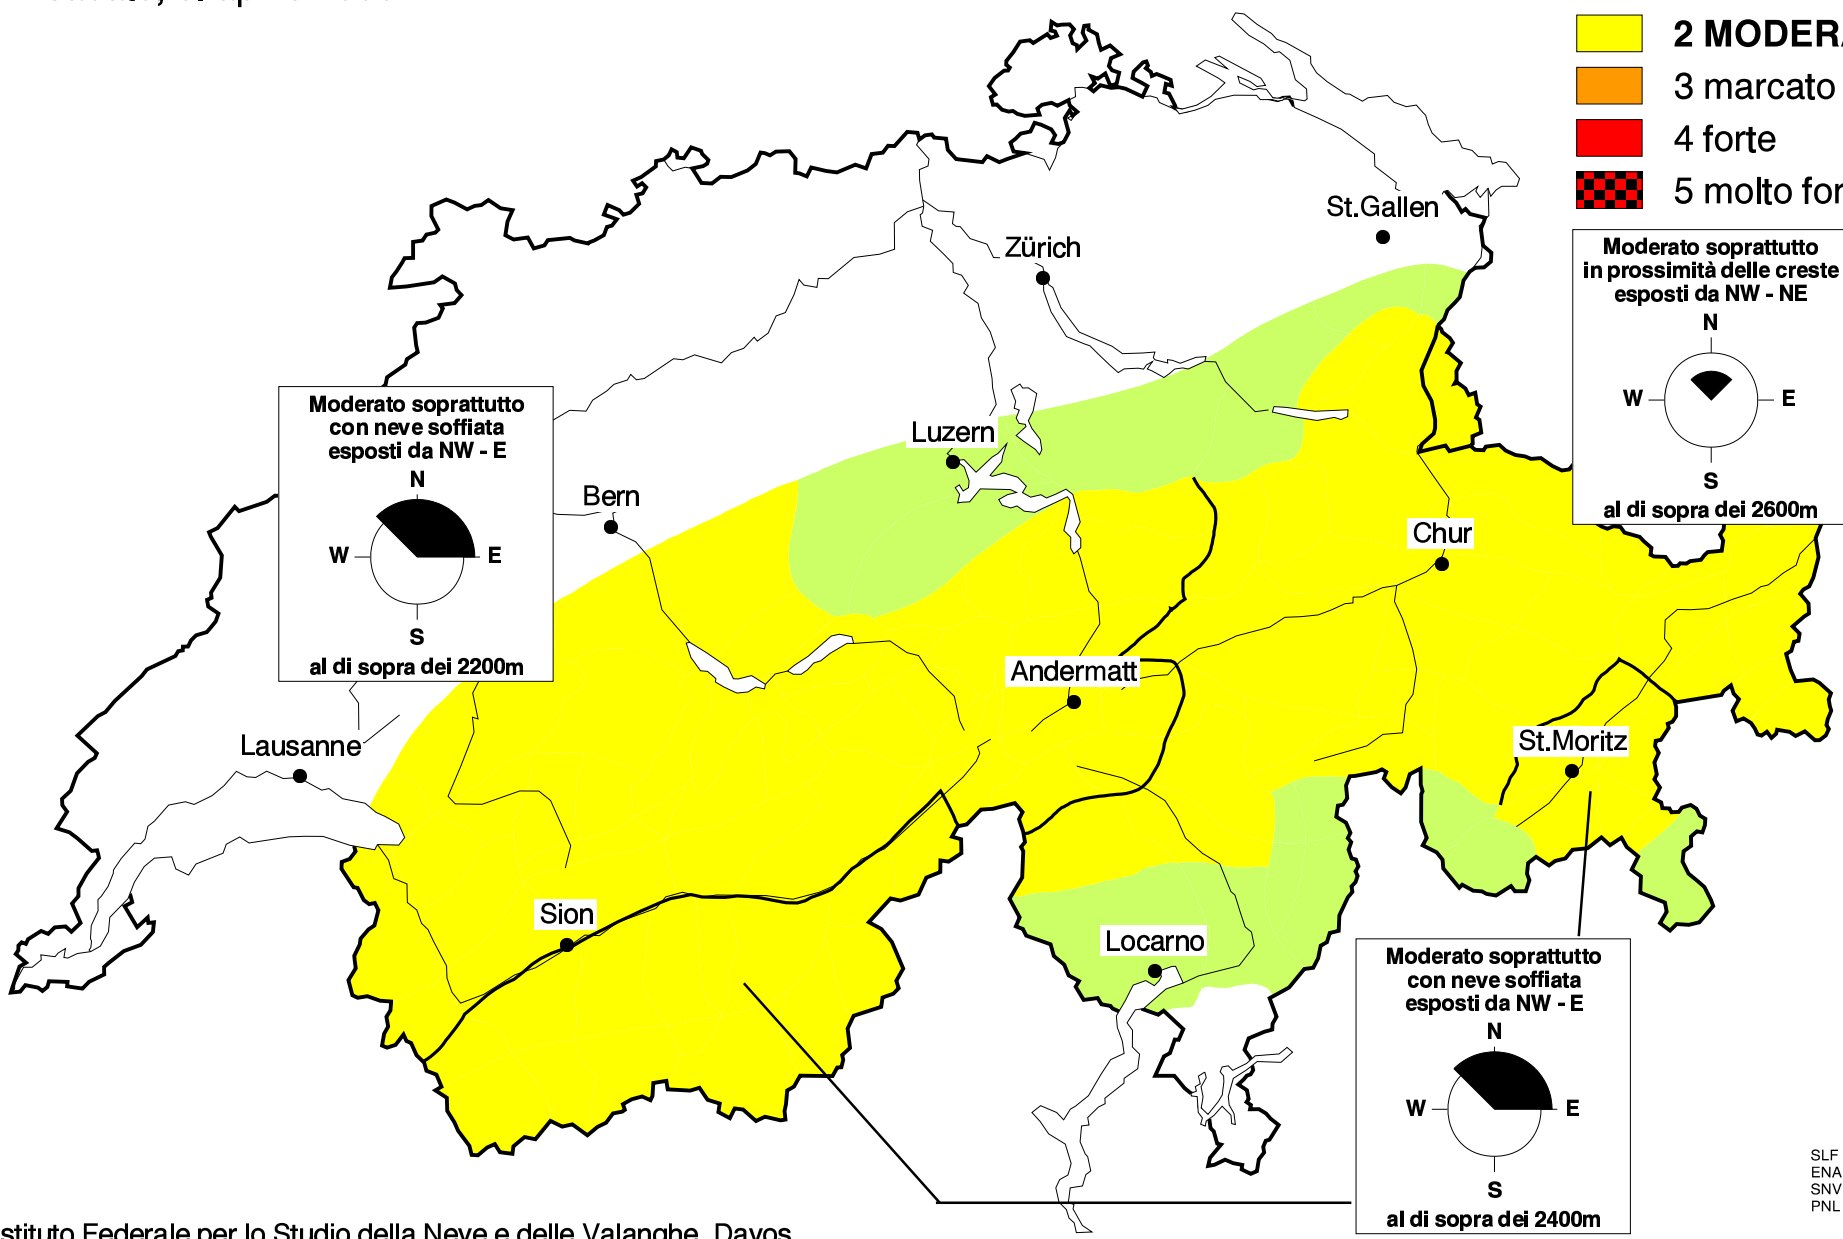 2 MODERA
3 marcato
4 forte
5 molto for
St.Gallen
Zürich
Moderato soprattutto
in prossimità delle creste
esposti da NW - NE
N
W
E
S
al di sopra dei 2600m
Moderato soprattutto
con neve soffiata
esposti da NW - E
N
W
E
S
al di sopra dei 2200m
Luzern
Bern
Chur
Andermatt
Lausanne
St.Moritz
Sion
Locarno
Moderato soprattutto
con neve soffiata
esposti da NW - E
N
W
E
S
al di sopra dei 2400m
SLF
ENA
SNV
PNL
stituto Federale per lo Studio della Neve e delle Valanghe, Davos